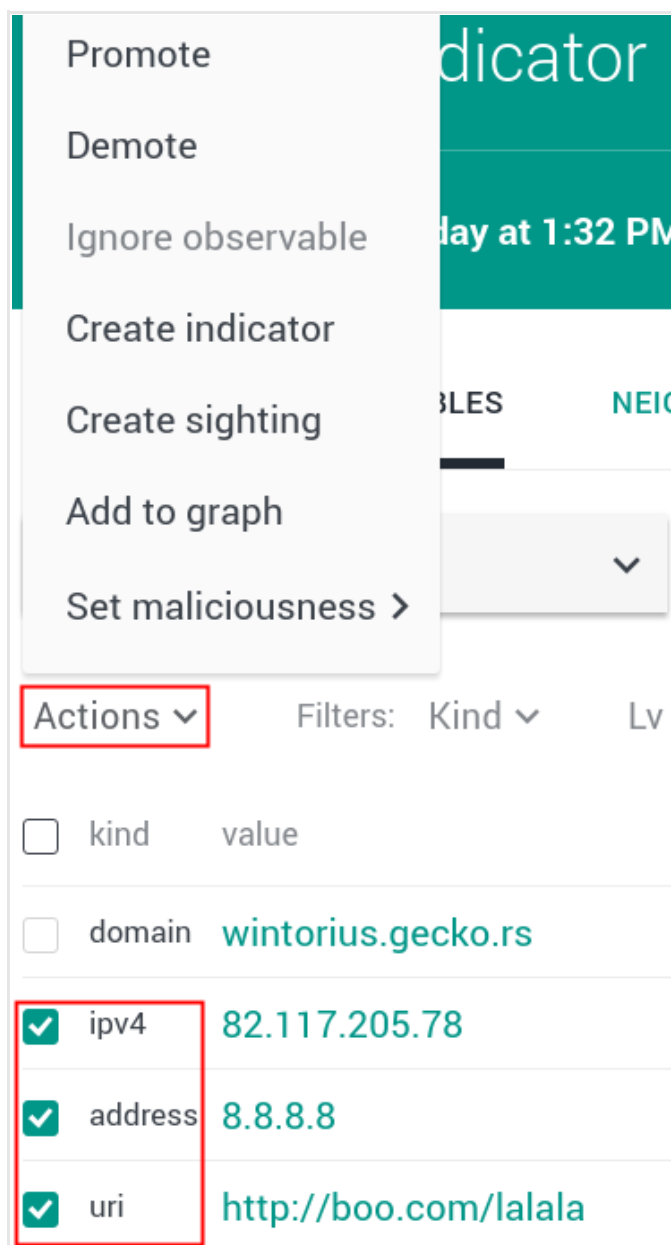 Promote
dicator
Demote
Ignore observable
day at 1:32 PM
Create indicator
Create sighting
BLES NEIG
Add to graph
Set maliciousness
Actions Filters: Kind Lv
kind value
domain wintorius.gecko.rs
ipv4 82.117.205.78
address 8.8.8.8
uri http://boo.com/lalala